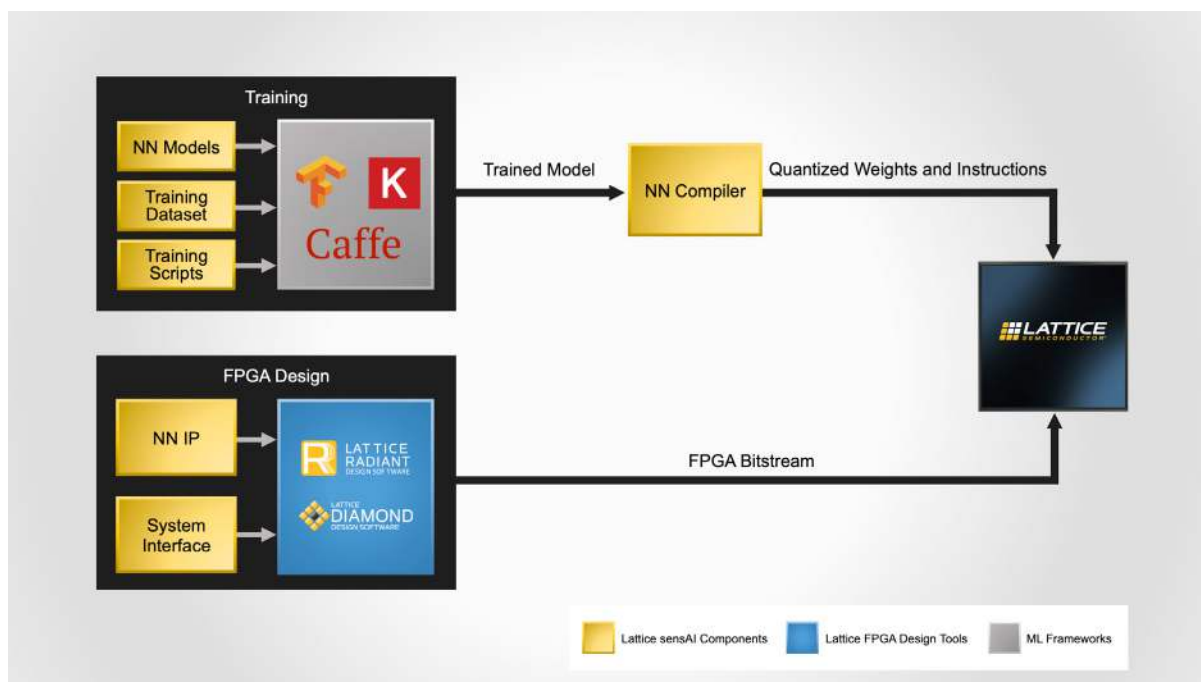 Training
NN Models
Training
Dataset
Training
Scripts
K
Caffe
Trained Model
NN Compiler
Quantized Weights and Instructions
LATTICE
SEMICONDUCTOR
FPGA Design
NN IP
System
Interface
R
LATTICE
RADIANT
DESIGN SOFTWARE
LATTICE
DIAMOND
DESIGN SOFTWARE
FPGA Bitstream
Lattice sensAI Components
Lattice FPGA Design Tools
ML Frameworks